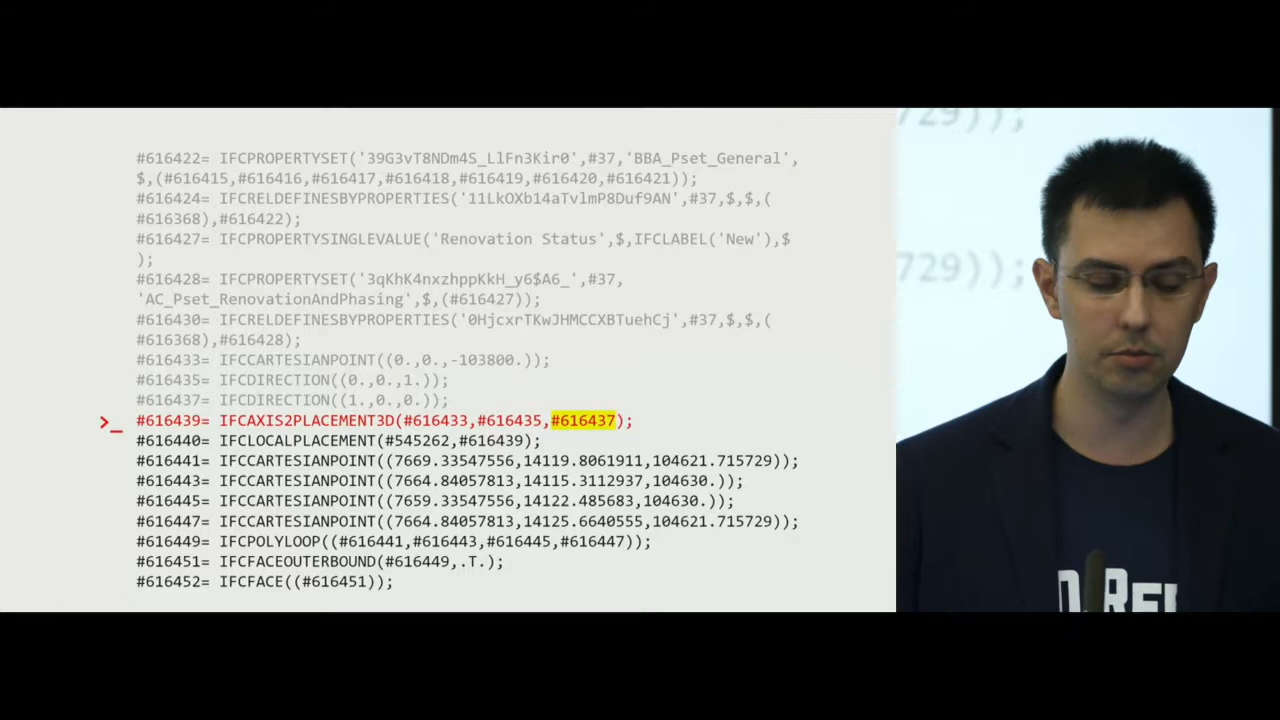 #616422= IFCPROPERTYSET('39G3vT8NDm4S_LlFn3Kir0',#37,'BBA_Pset_General',
$,(#616415,#616416,#616417,#616418,#616419,#616420,#616421));
#616424= IFCRELDEFINESBYPROPERTIES('11LkOXb14aTvlmP8Duf9AN',#37,$,$,(
#616368),#616422);
#616427= IFCPROPERTYSINGLEVALUE('Renovation Status',$,IFCLABEL('New'),$
);
#616428= IFCPROPERTYSET('3qKhK4nxzhppKkH_y6$A6_',#37,
'AC_Pset_RenovationAndPhasing',$,(#616427));
#616430= IFCRELDEFINESBYPROPERTIES('0HjcxrTKwJHMCCXBTuehCj',#37,$,$,(
#616368),#616428);
#616433= IFCCARTESIANPOINT((0.,0.,-103800.));
#616435= IFCDIRECTION((0.,0.,1.));
#616437= IFCDIRECTION((1.,0.,0.));
>_ #616439= IFCAXIS2PLACEMENT3D(#616433,#616435,#616437);
#616440= IFCLOCALPLACEMENT(#545262,#616439);
#616441= IFCCARTESIANPOINT((7669.33547556,14119.8061911,104621.715729));
#616443= IFCCARTESIANPOINT((7664.84057813,14115.3112937,104630.));
#616445= IFCCARTESIANPOINT((7659.33547556,14122.485683,104630.));
#616447= IFCCARTESIANPOINT((7664.84057813,14125.6640555,104621.715729));
#616449= IFCPOLYLOOP((#616441,#616443,#616445,#616447));
#616451= IFCFACEOUTERBOUND(#616449,.T.);
#616452= IFCFACE((#616451));
729));
729));